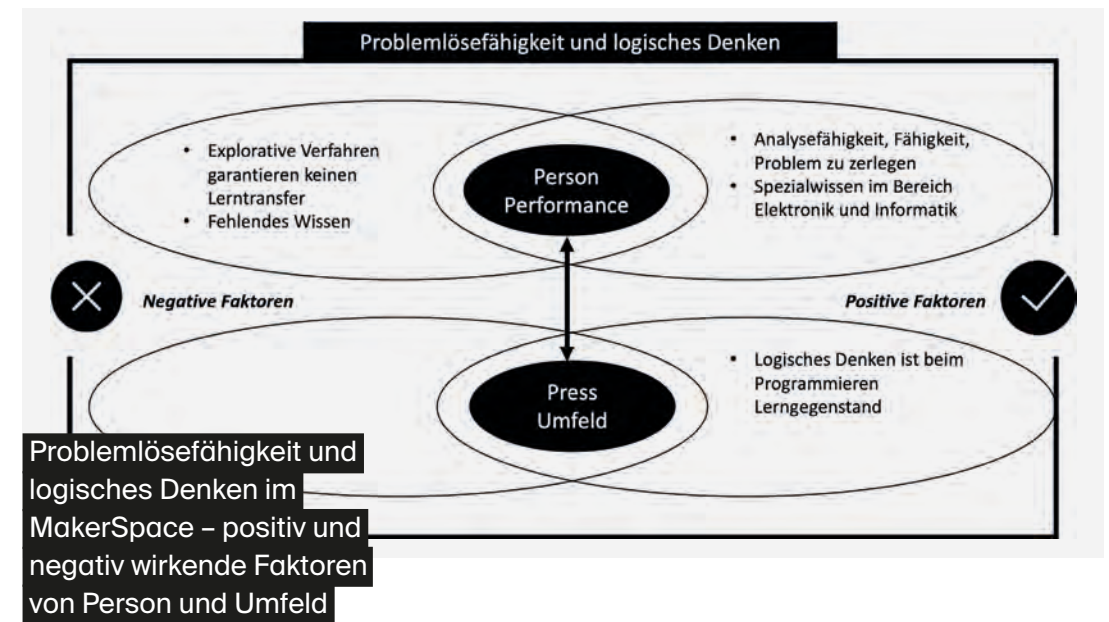 Problemlösefähigkeit und logisches Denken
• Explorative Verfahren
garantieren keinen
Lerntransfer
• Fehlendes Wissen
Person
Performance
• Analysefähigkeit, Fähigkeit,
Problem zu zerlegen
• Spezialwissen im Bereich
Elektronik und Informatik
Negative Faktoren
Positive Faktoren
Press
Umfeld
• Logisches Denken ist beim
Programmieren
Lerngegenstand
Problemlösefähigkeit und
logisches Denken im
MakerSpace – positiv und
negativ wirkende Faktoren
von Person und Umfeld